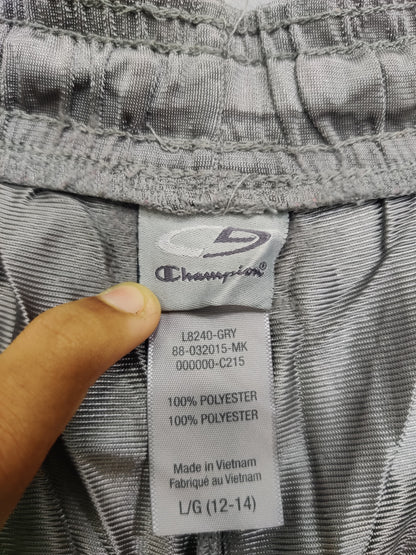 Champion®
L8240-GRY
88-032015-MK
000000-C215
100% POLYESTER
100% POLYESTER
Made in Vietnam
Fabriqué au Vietnam
L/G (12-14)